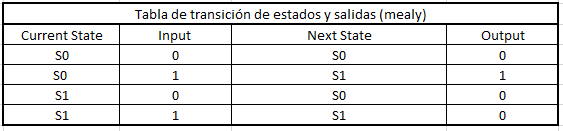 Tabla de transición de estados y salidas (mealy)
Current State Input Next State Output
S0 0 S0 0
S0 1 S1 1
S1 0 S0 0
S1 1 S1 0